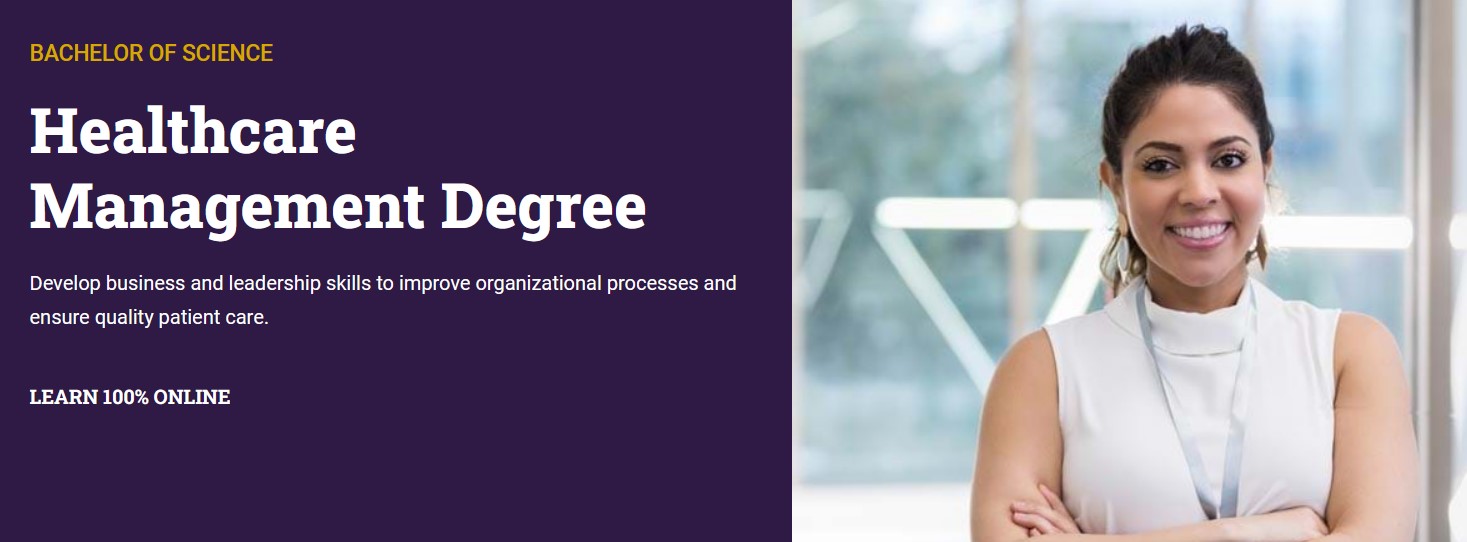 BACHELOR OF SCIENCE
Healthcare
Management Degree
Develop business and leadership skills to improve organizational processes and
ensure quality patient care.
LEARN 100% ONLINE